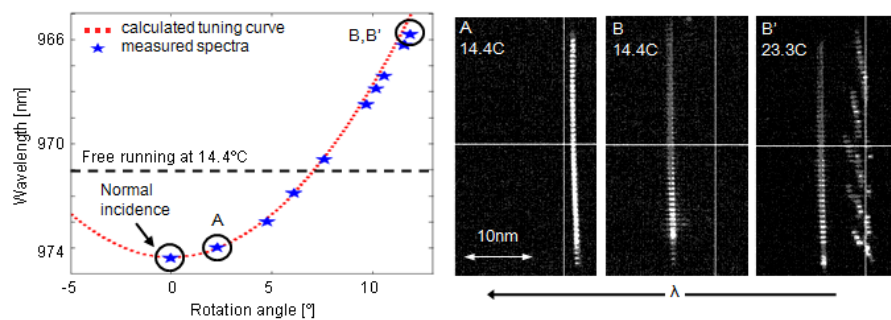 966
970
974
Wavelength [nm]
calculated tuning curve
measured spectra
B,B'
Free running at 14.4ºC
Normal
incidence
A
-5
0
5
10
Rotation angle [º]
A
14.4C
10nm
B
14.4C
B'
23.3C
λ